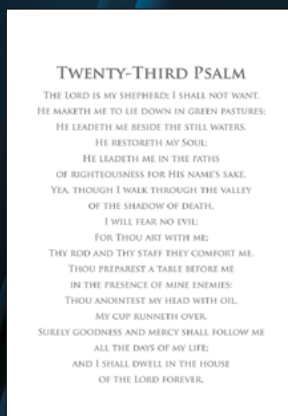 Twenty-Third Psalm
The Lord is my shepherd; I shall not want.
He maketh me to lie down in green pastures;
He leadeth me beside the still waters.
He restoreth my Soul;
He leadeth me in the paths
of righteousness for His name's sake.
Yea, though I walk through the valley
of the shadow of death,
I will fear no evil:
For Thou art with me;
Thy rod and Thy staff they comfort me.
Thou preparest a table before me
in the presence of mine enemies:
Thou anointest my head with oil,
My cup runneth over.
Surely goodness and mercy shall follow me
all the days of my life;
and I shall dwell in the house
of the Lord forever.